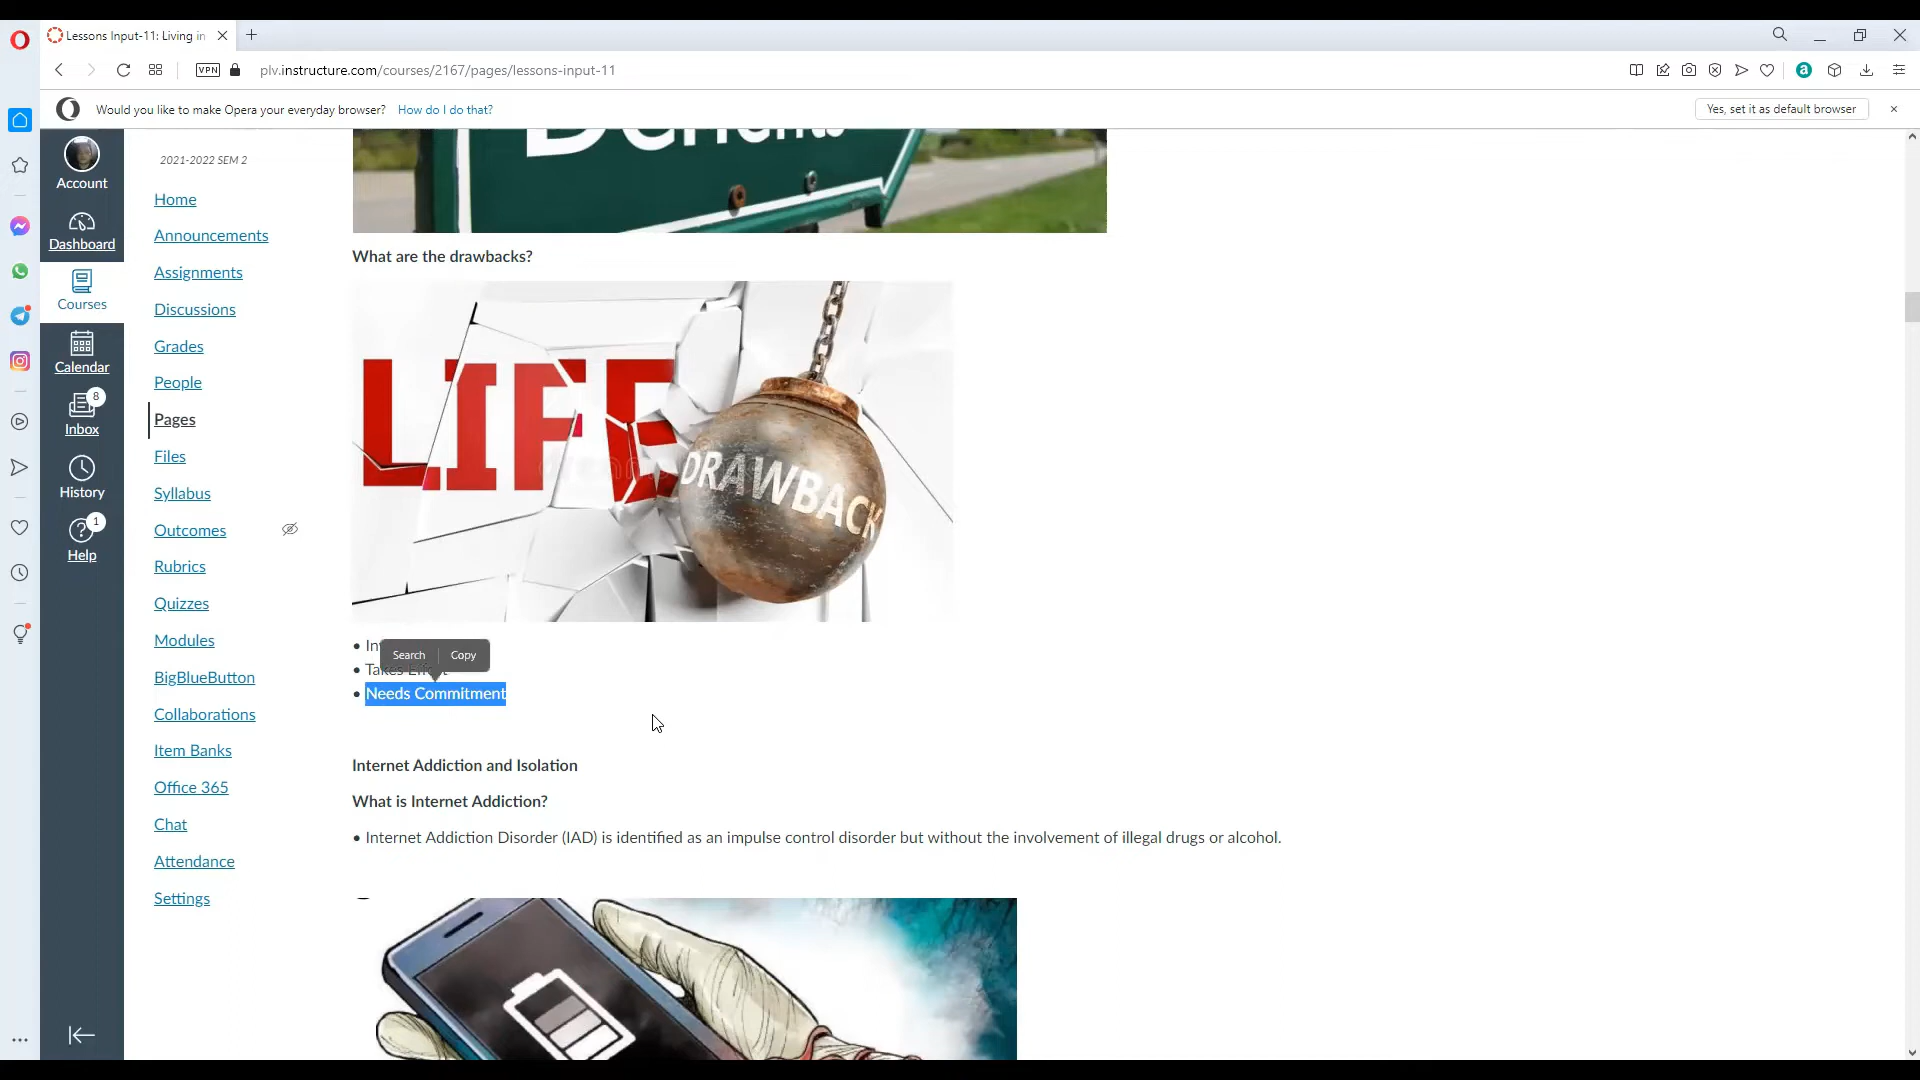 Lessons Input-11: Living in
VPN
plv.instructure.com/courses/2167/pages/lessons-input-11
Would you like to make Opera your everyday browser? How do I do that?
Yes, set it as default browser
Account
Dashboard
Courses
Calendar
8
Inbox
History
1
Help
2021-2022 SEM 2
Home
Announcements
Assignments
Discussions
Grades
People
Pages
Files
Syllabus
Outcomes
Rubrics
Quizzes
Modules
BigBlueButton
Collaborations
Item Banks
Office 365
Chat
Attendance
Settings
Benefits
What are the drawbacks?
LIFE
DRAWBACK
Search Copy
• Takes Effort
• Needs Commitment
Internet Addiction and Isolation
What is Internet Addiction?
• Internet Addiction Disorder (IAD) is identified as an impulse control disorder but without the involvement of illegal drugs or alcohol.